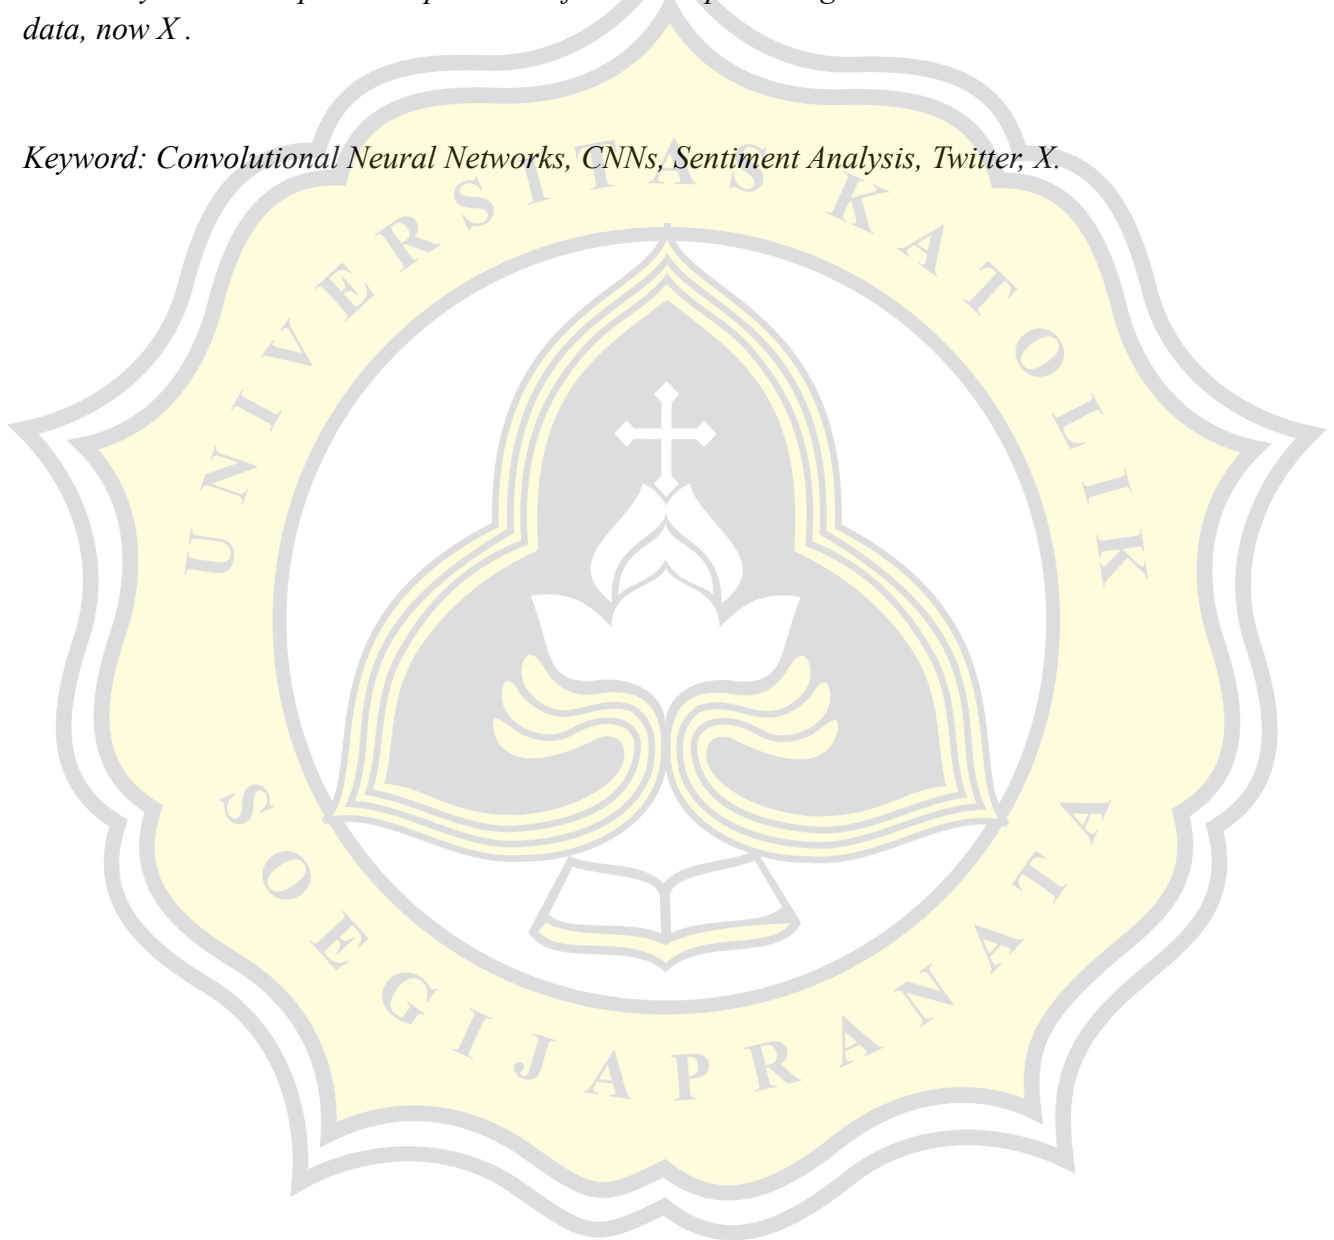 data, now X .
Keyword: Convolutional Neural Networks, CNNs, Sentiment Analysis, Twitter, X.
UNIVERSITAS KATOLIK
SOEGIJAPRANATA